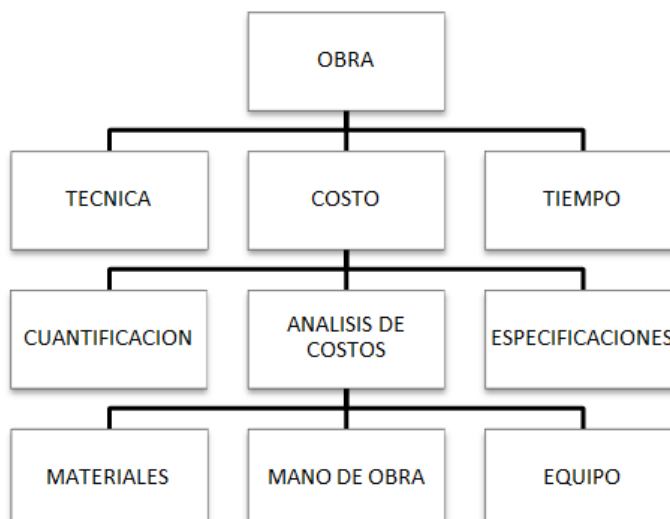 OBRA
TECNICA
COSTO
TIEMPO
CUANTIFICACION
ANALISIS DE
COSTOS
ESPECIFICACIONES
MATERIALES
MANO DE OBRA
EQUIPO